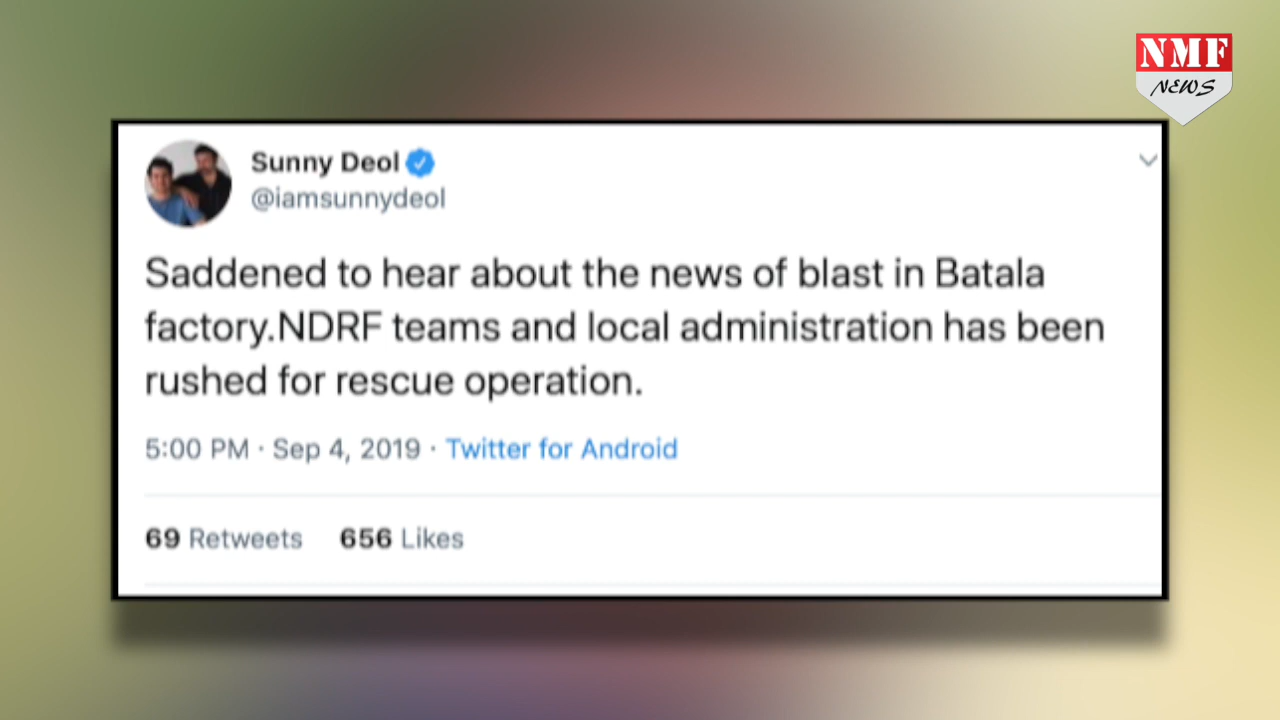 NMF
NEWS
Sunny Deol
@iamsunnydeol
Saddened to hear about the news of blast in Batala
factory.NDRF teams and local administration has been
rushed for rescue operation.
5:00 PM · Sep 4, 2019 · Twitter for Android
69 Retweets 656 Likes